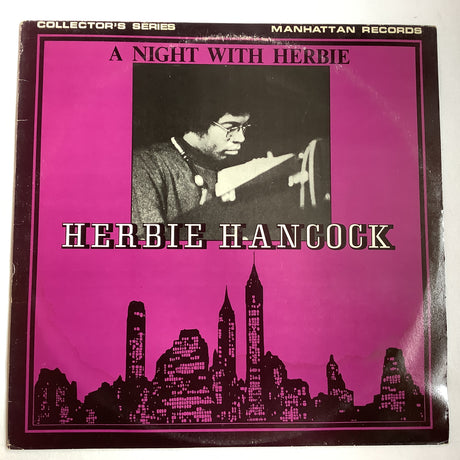 COLLECTOR'S SERIES
MANHATTAN RECORDS
A NIGHT WITH HERBIE
HERBIE HANCOCK